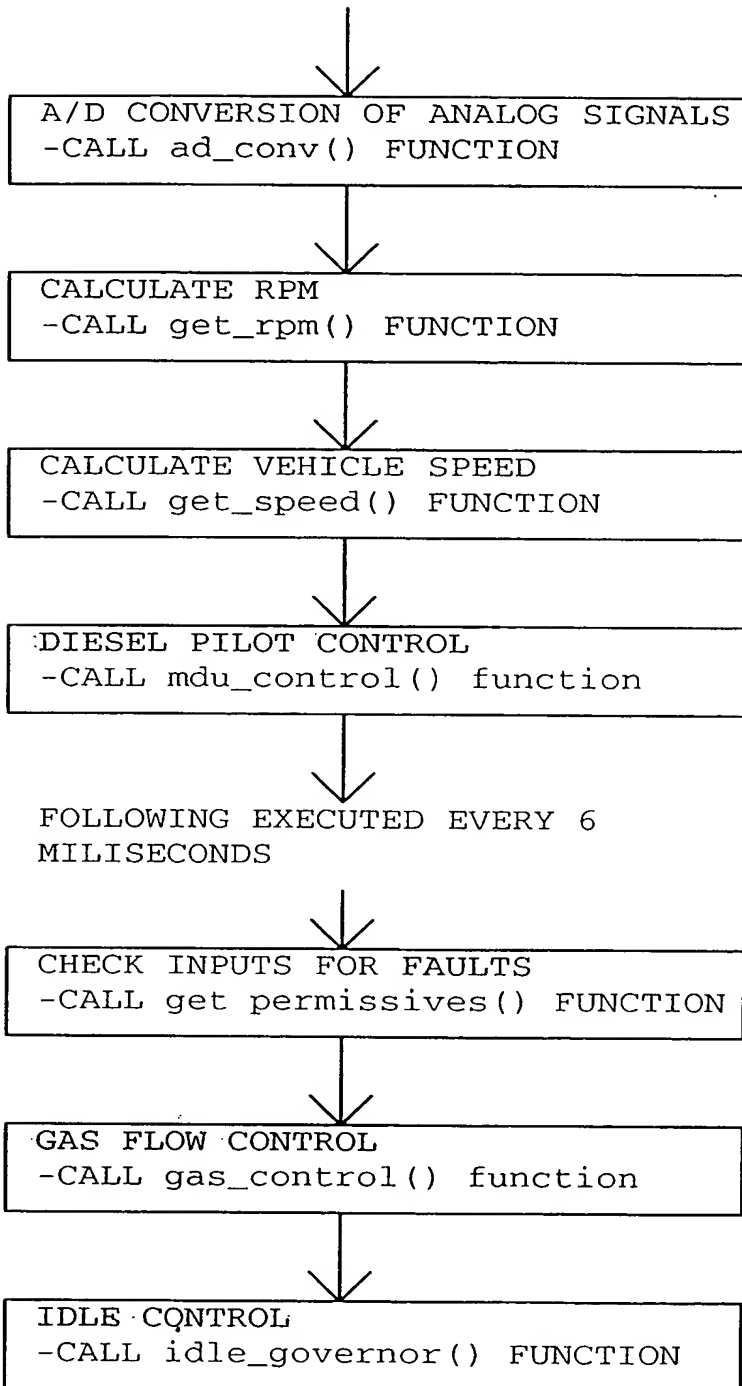 A/D CONVERSION OF ANALOG SIGNALS
-CALL ad_conv() FUNCTION
CALCULATE RPM
-CALL get_rpm() FUNCTION
CALCULATE VEHICLE SPEED
-CALL get_speed() FUNCTION
DIESEL PILOT CONTROL
-CALL mdu_control() function
FOLLOWING EXECUTED EVERY 6
MILISECONDS
CHECK INPUTS FOR FAULTS
-CALL get permissives() FUNCTION
GAS FLOW CONTROL
-CALL gas_control() function
IDLE CONTROL
-CALL idle_governor() FUNCTION